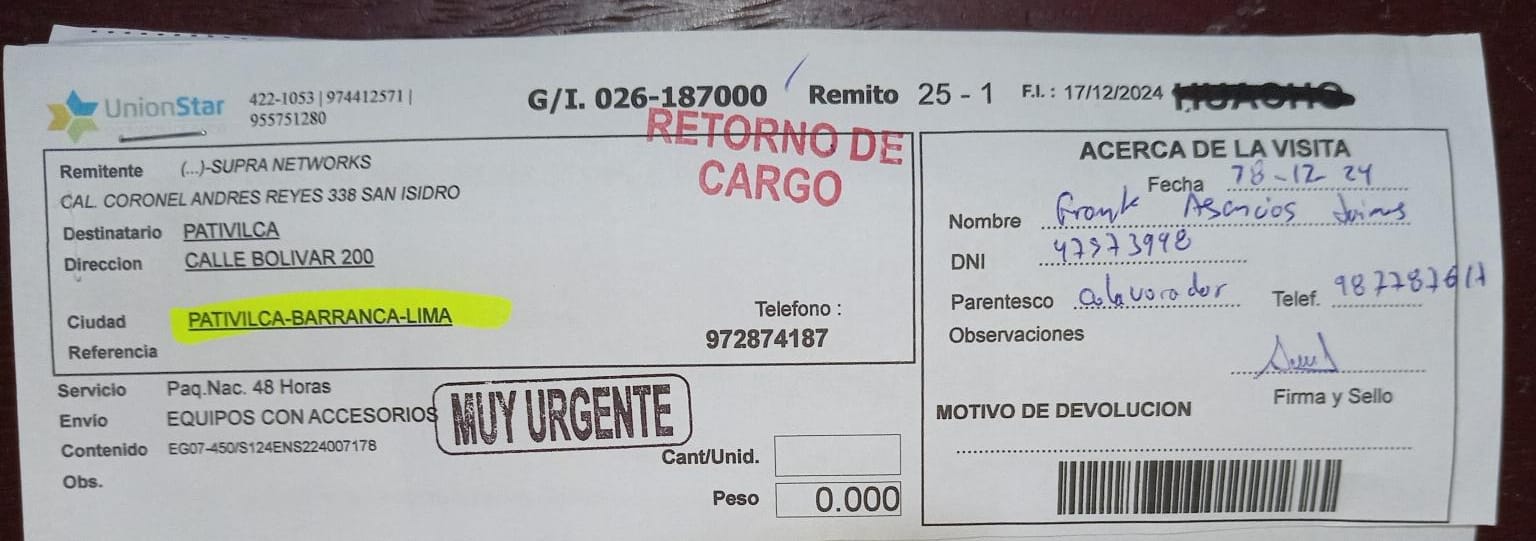 UnionStar 422-1053 | 974412571 |
955751280
G/I. 026-187000 Remito 25 - 1 F.I. : 17/12/2024 HUACHO
RETORNO DE
CARGO
Remitente (...)-SUPRA NETWORKS
CAL. CORONEL ANDRES REYES 338 SAN ISIDRO
Destinatario PATIVILCA
Direccion CALLE BOLIVAR 200
Ciudad PATIVILCA-BARRANCA-LIMA
Telefono :
972874187
Referencia
Servicio Paq.Nac. 48 Horas
Envío EQUIPOS CON ACCESORIOS
Contenido EG07-450/S124ENS224007178
Obs.
MUY URGENTE
Cant/Unid.
Peso 0.000
ACERCA DE LA VISITA
Fecha 18-12 24
Nombre Frank Asencios
DNI 47573998
Parentesco colavorador Telef.
Observaciones
Firma y Sello
MOTIVO DE DEVOLUCION